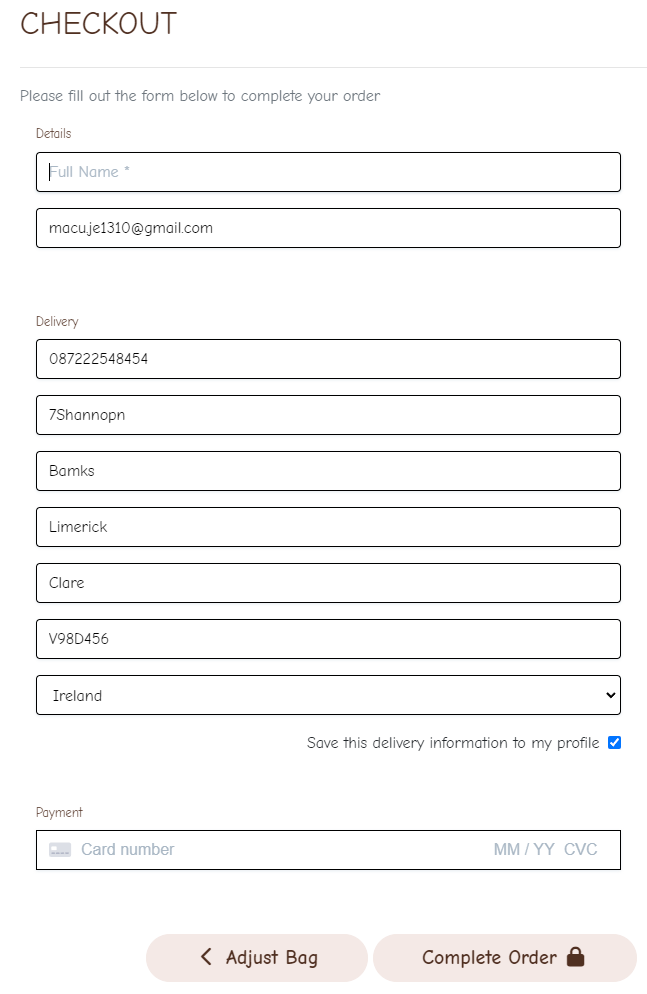 CHECKOUT
Please fill out the form below to complete your order
Details
Full Name *
macu.je1310@gmail.com
Delivery
087222548454
7Shannopn
Bamks
Limerick
Clare
V98D456
Ireland
Save this delivery information to my profile
Payment
Card number MM / YY CVC
Adjust Bag Complete Order